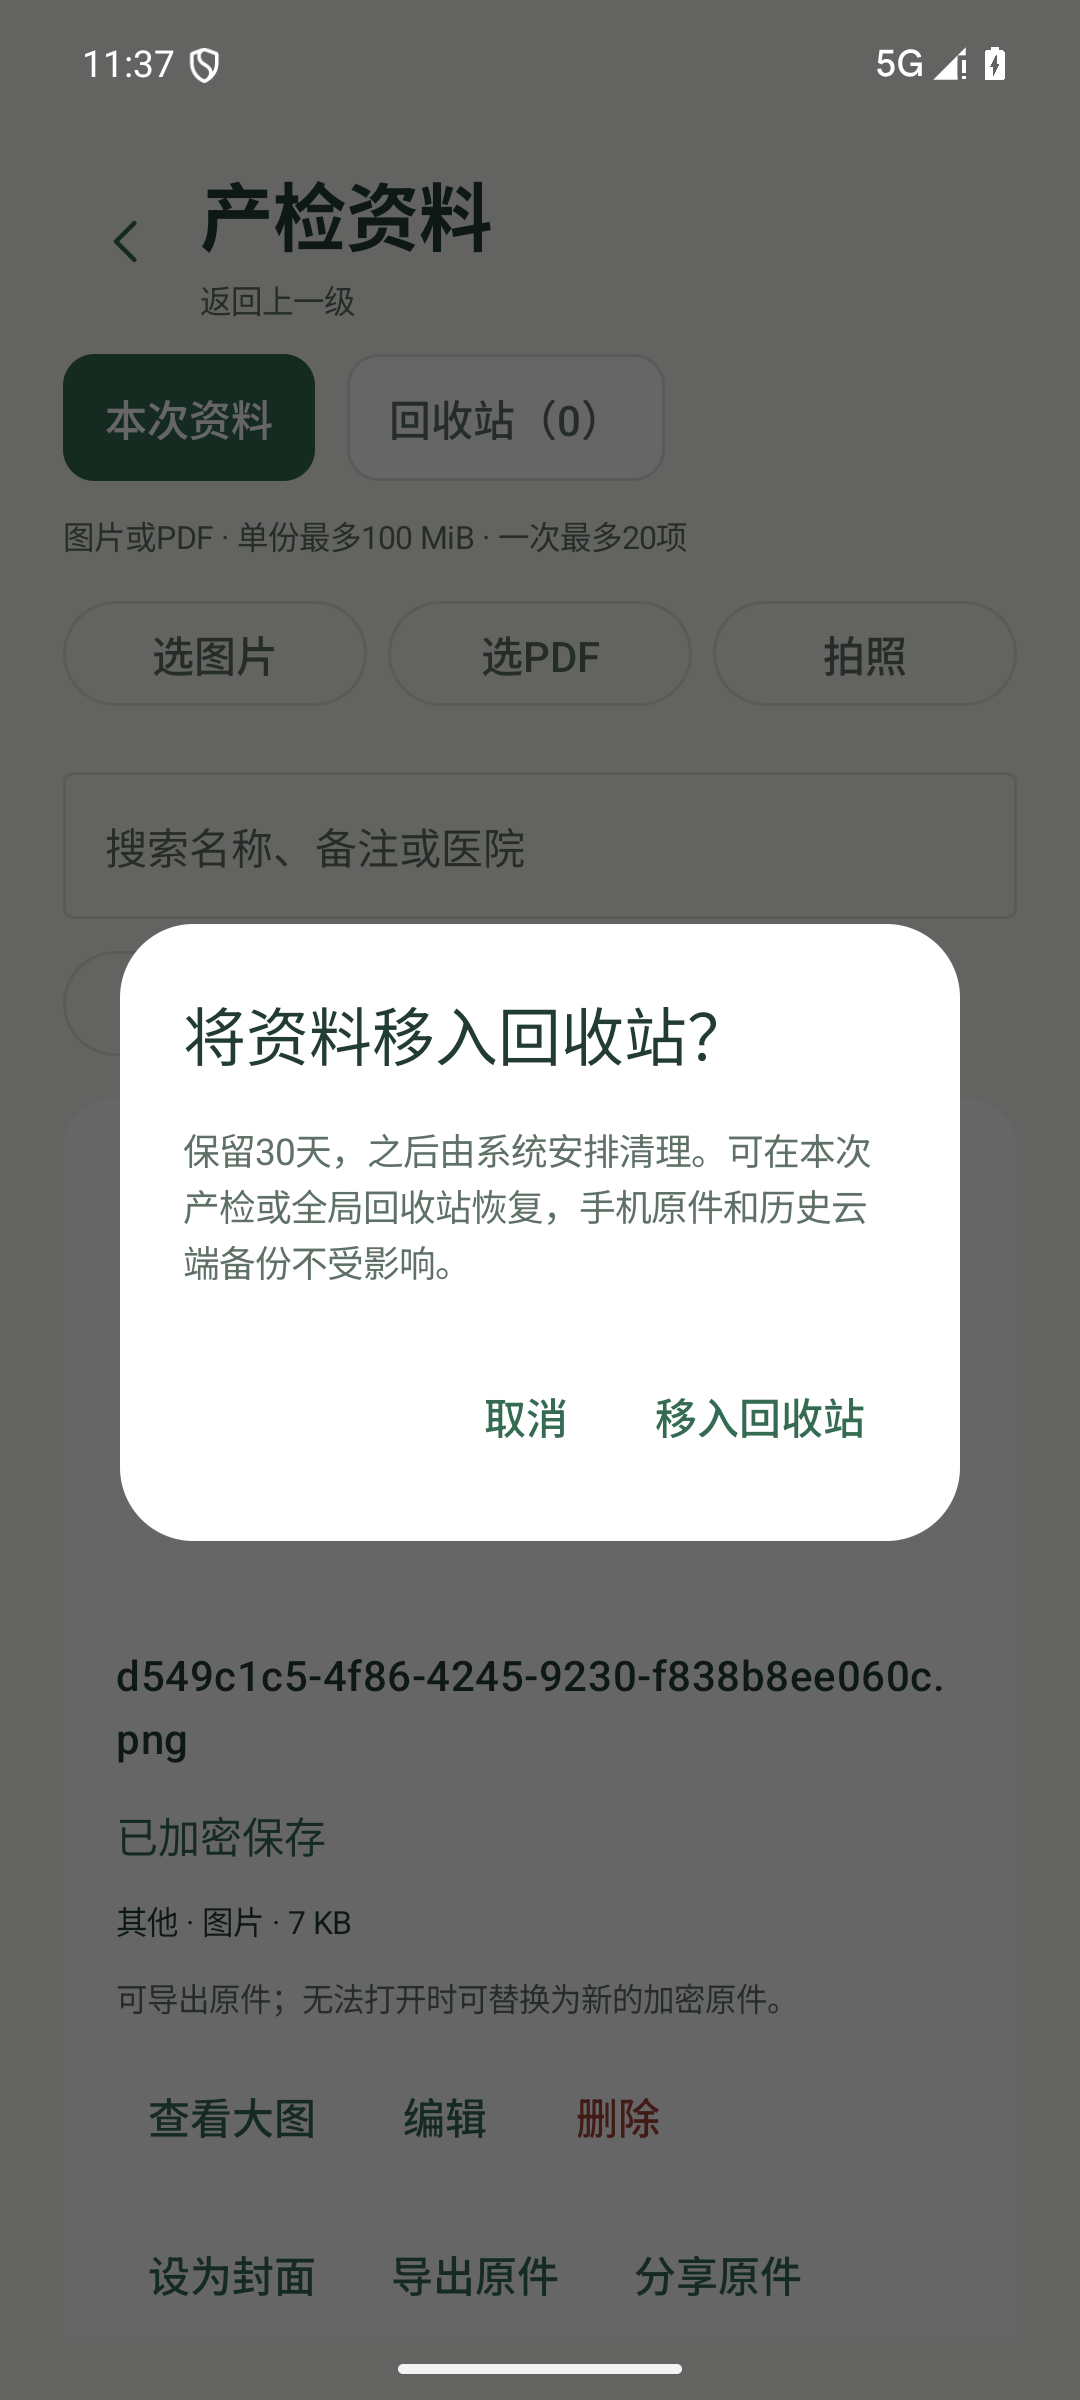 11:37
5G
产检资料
返回上一级
本次资料
回收站（0）
图片或PDF · 单份最多100 MiB · 一次最多20项
选图片
选PDF
拍照
搜索名称、备注或医院
将资料移入回收站？
保留30天，之后由系统安排清理。可在本次
产检或全局回收站恢复，手机原件和历史云
端备份不受影响。
取消
移入回收站
d549c1c5-4f86-4245-9230-f838b8ee060c.
png
已加密保存
其他 · 图片 · 7 KB
可导出原件；无法打开时可替换为新的加密原件。
查看大图
编辑
删除
设为封面
导出原件
分享原件